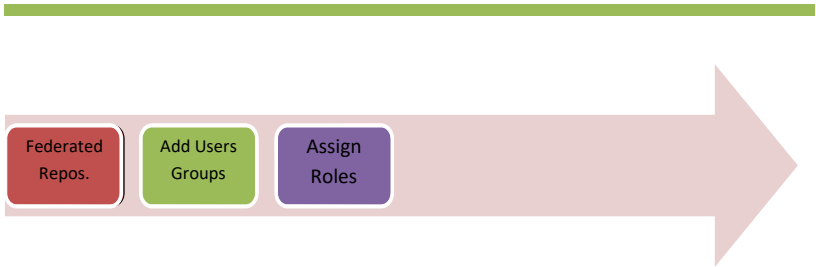 Federated
Repos.
Add Users
Groups
Assign
Roles